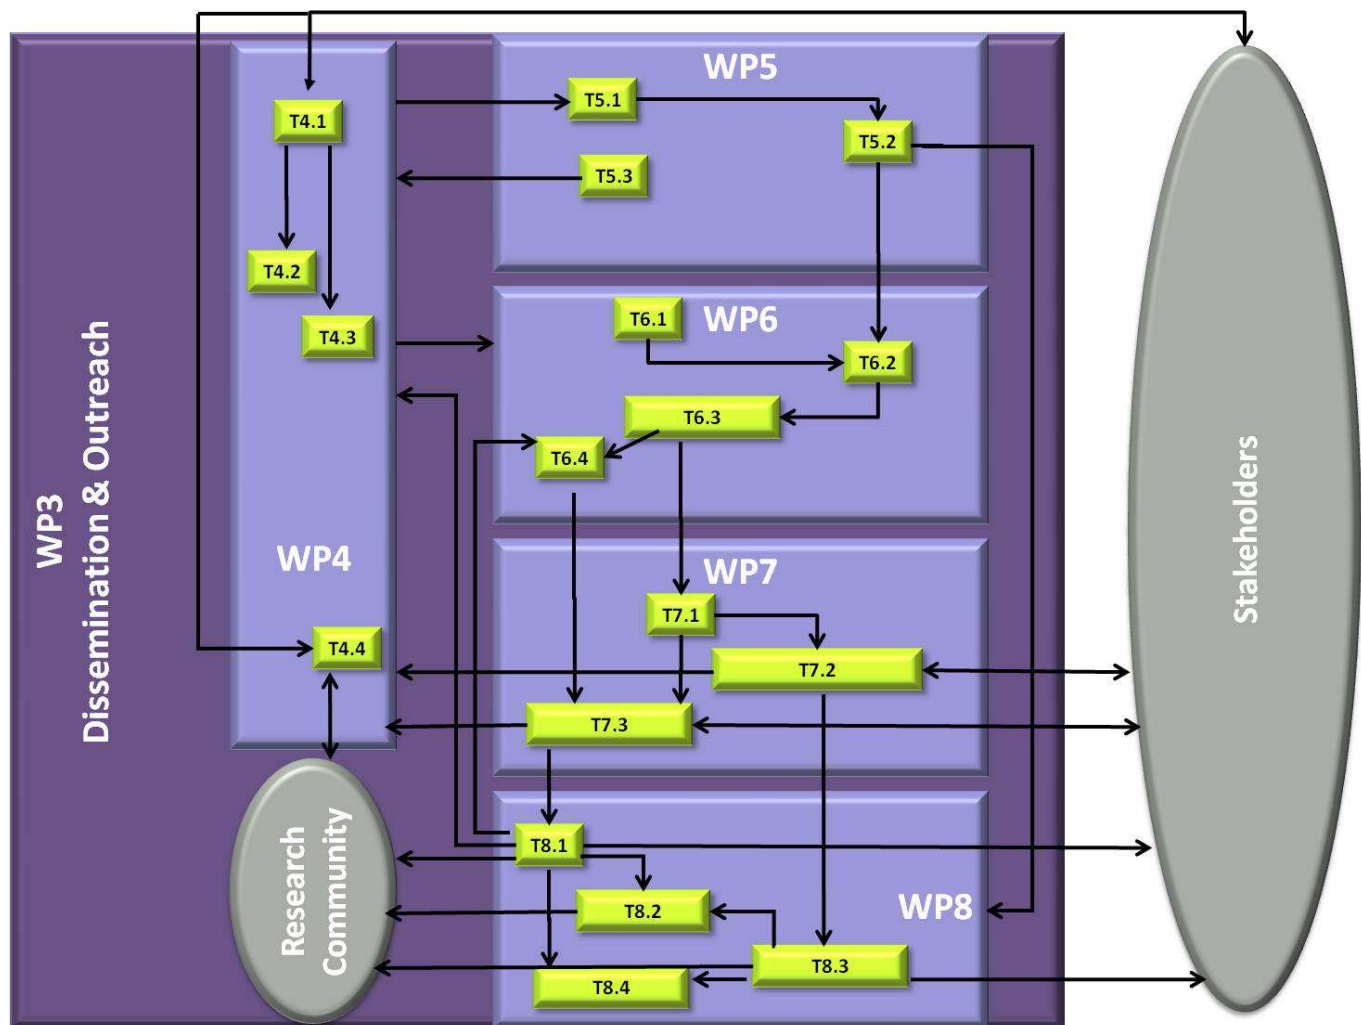 WP3
Dissemination & Outreach
WP4
T4.1
T4.2
T4.3
T4.4
Research
Community
WP5
T5.1
T5.2
T5.3
WP6
T6.1
T6.2
T6.3
T6.4
WP7
T7.1
T7.2
T7.3
WP8
T8.1
T8.2
T8.3
T8.4
Stakeholders